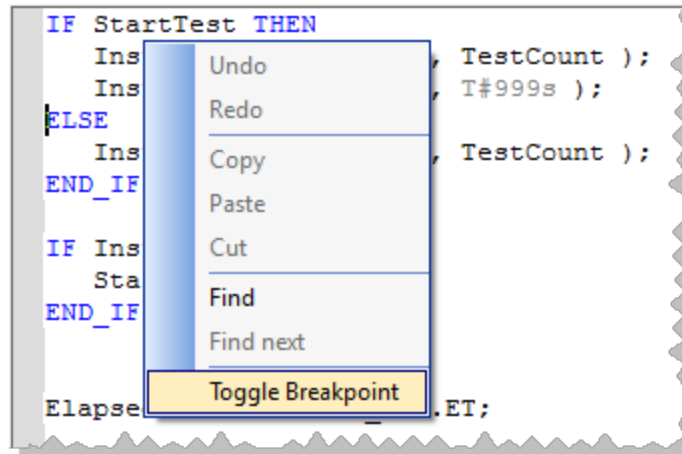 IF StartTest THEN
Ins , TestCount );
Ins , T#999s );
ELSE
Ins , TestCount );
END_IF
IF Ins
Sta
END_IF
Elapse .ET;
Undo
Redo
Copy
Paste
Cut
Find
Find next
Toggle Breakpoint